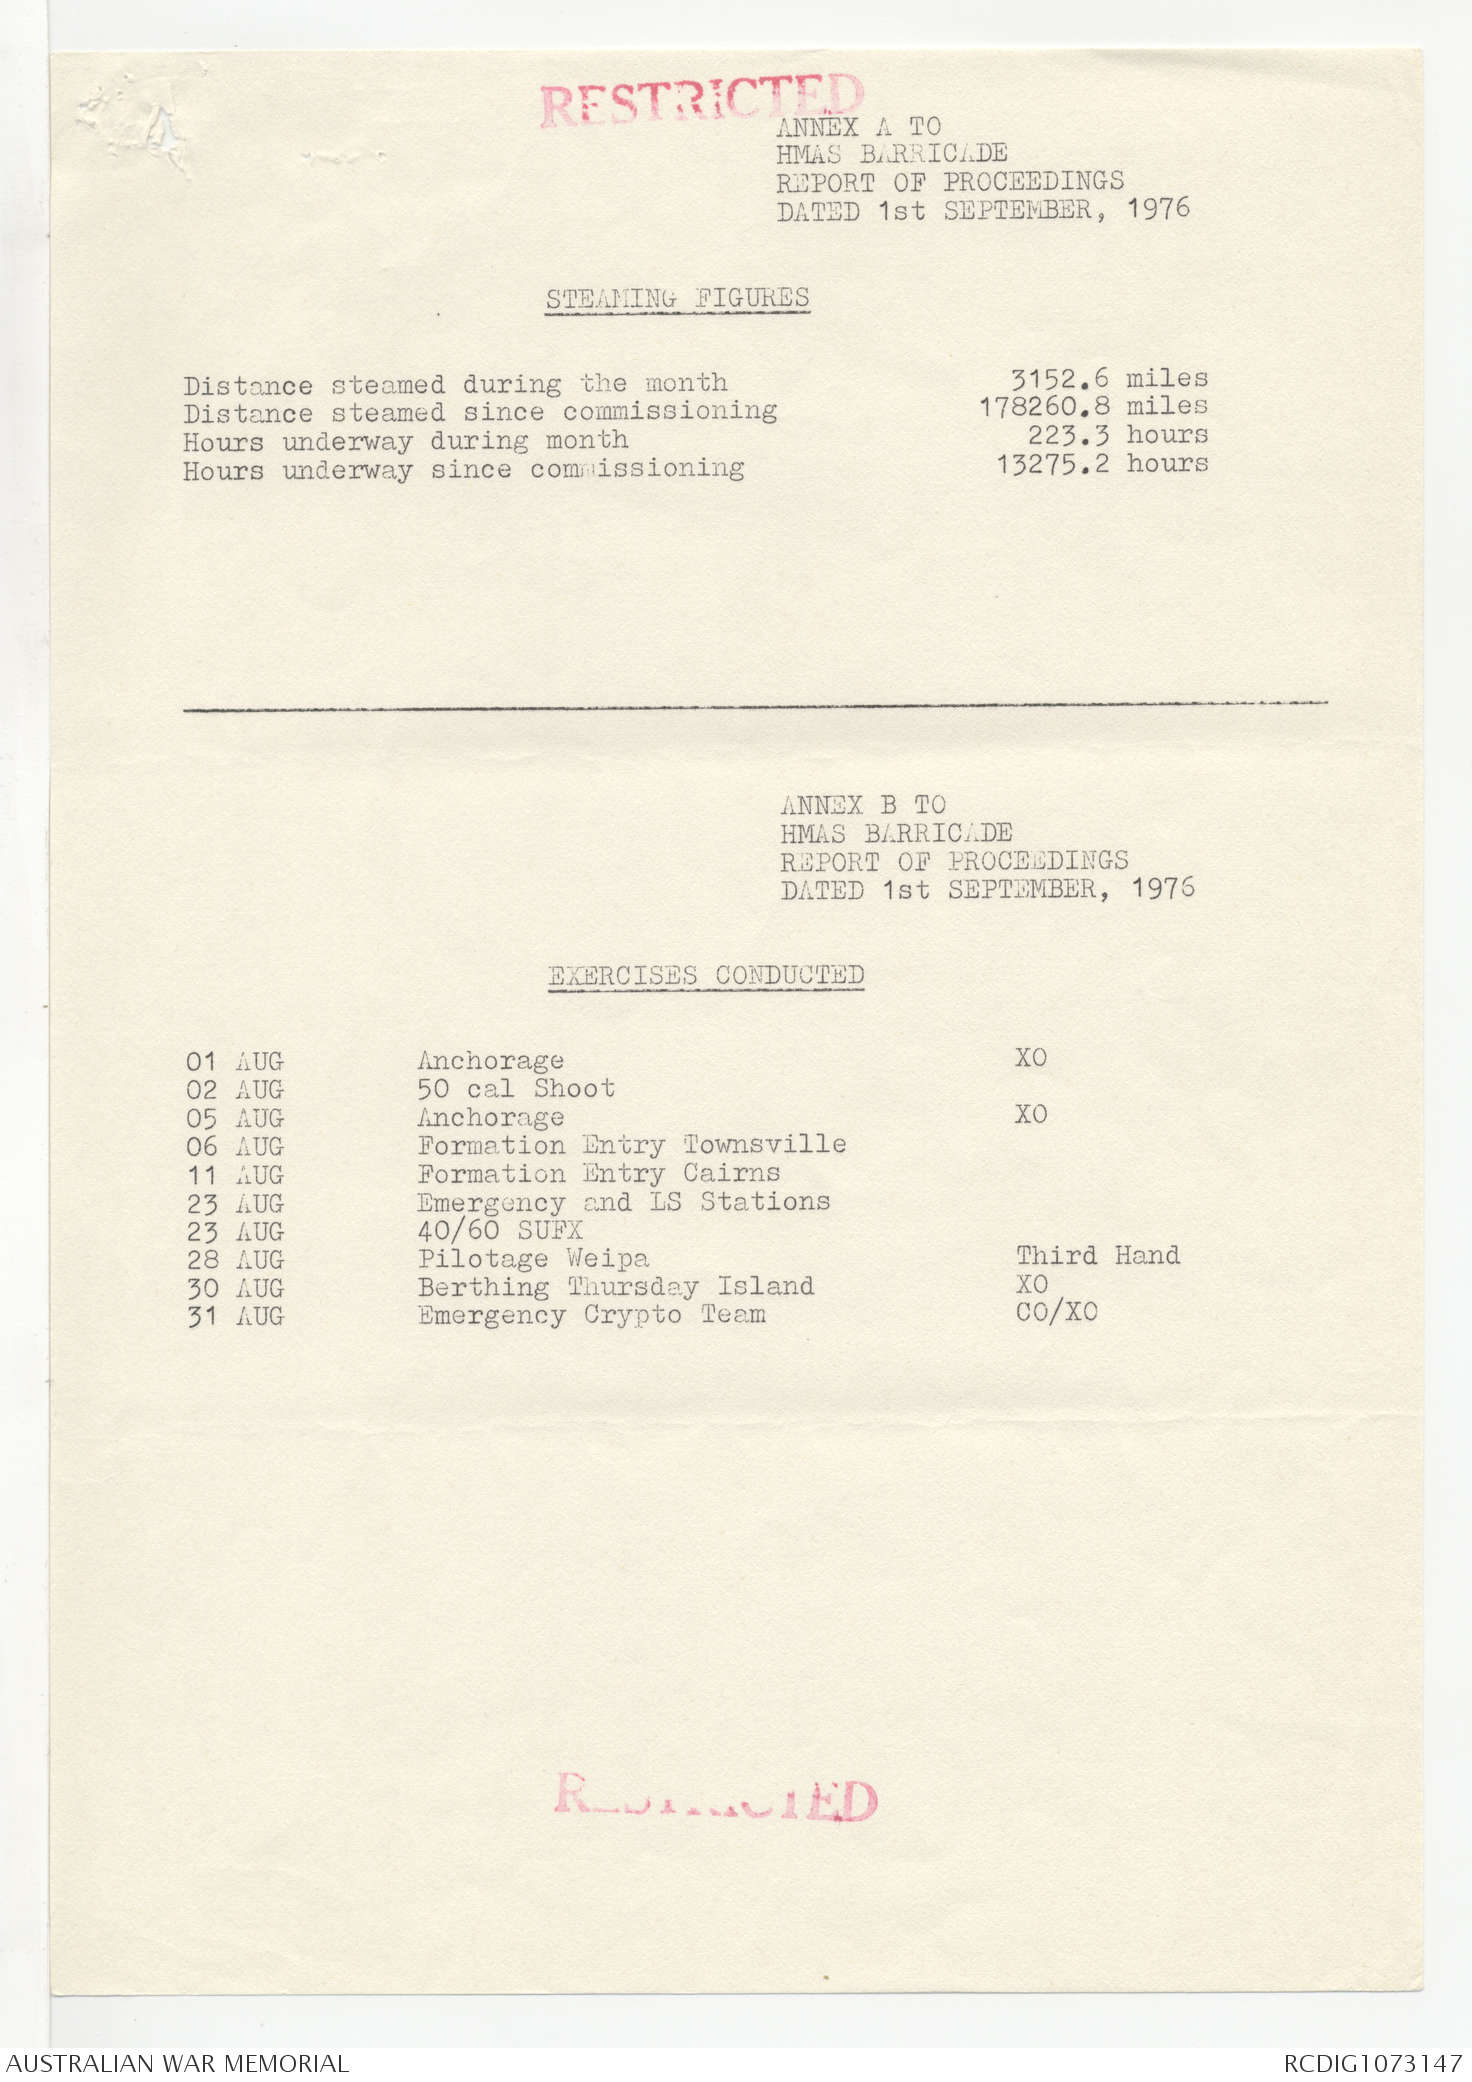 RESTRICTED
ANNEX A TO
HMAS BARRICADE
REPORT OF PROCEEDINGS
DATED 1st SEPTEMBER, 1976
STEAMING FIGURES
Distance steamed during the month 3152.6 miles
Distance steamed since commissioning 178260.8 miles
Hours underway during month 223.3 hours
Hours underway since commissioning 13275.2 hours
ANNEX B TO
HMAS BARRICADE
REPORT OF PROCEEDINGS
DATED 1st SEPTEMBER, 1976
EXERCISES CONDUCTED
01 AUG Anchorage XO
02 AUG 50 cal Shoot
05 AUG Anchorage XO
06 AUG Formation Entry Townsville
11 AUG Formation Entry Cairns
23 AUG Emergency and LS Stations
23 AUG 40/60 SUFX
28 AUG Pilotage Weipa Third Hand
30 AUG Berthing Thursday Island XO
31 AUG Emergency Crypto Team CO/XO
RESTRICTED
AUSTRALIAN WAR MEMORIAL RCDIG1073147